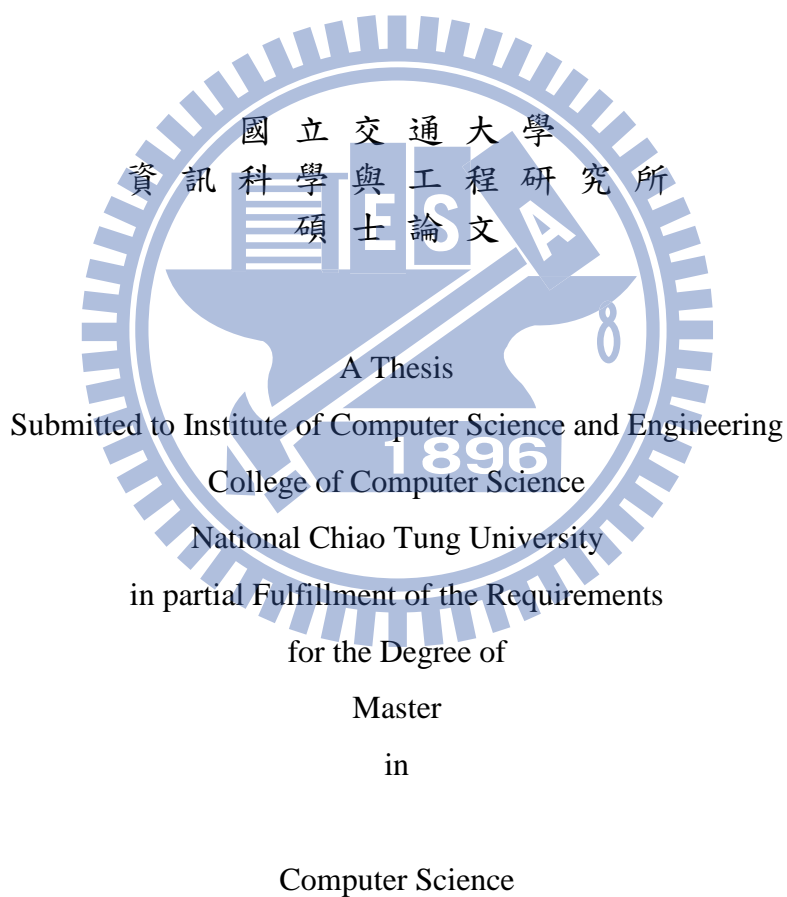 國立交通大學
資訊科學與工程研究所
碩士論文
E S A
A Thesis
Submitted to Institute of Computer Science and Engineering
1896
College of Computer Science
National Chiao Tung University
in partial Fulfillment of the Requirements
for the Degree of
Master
in
Computer Science